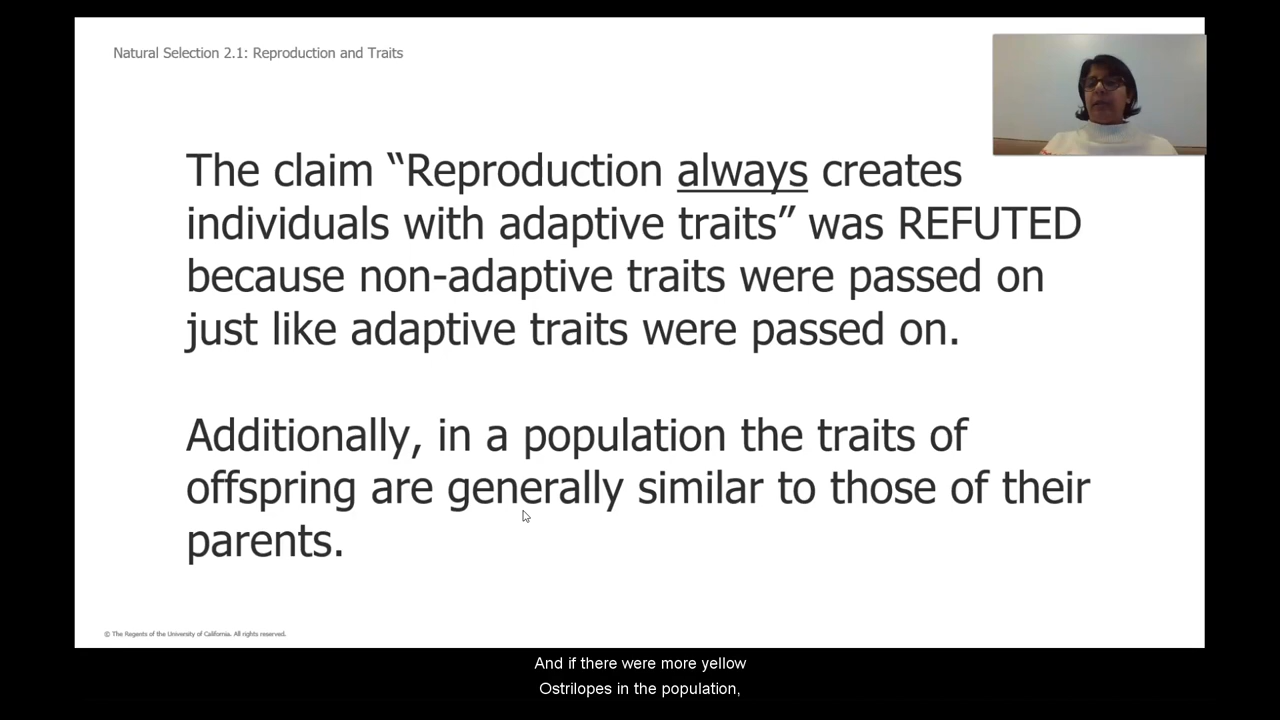 Natural Selection 2.1: Reproduction and Traits
The claim “Reproduction always creates
individuals with adaptive traits” was REFUTED
because non-adaptive traits were passed on
just like adaptive traits were passed on.
Additionally, in a population the traits of
offspring are generally similar to those of their
parents.
© The Regents of the University of California. All rights reserved.
And if there were more yellow
Ostrilopes in the population,